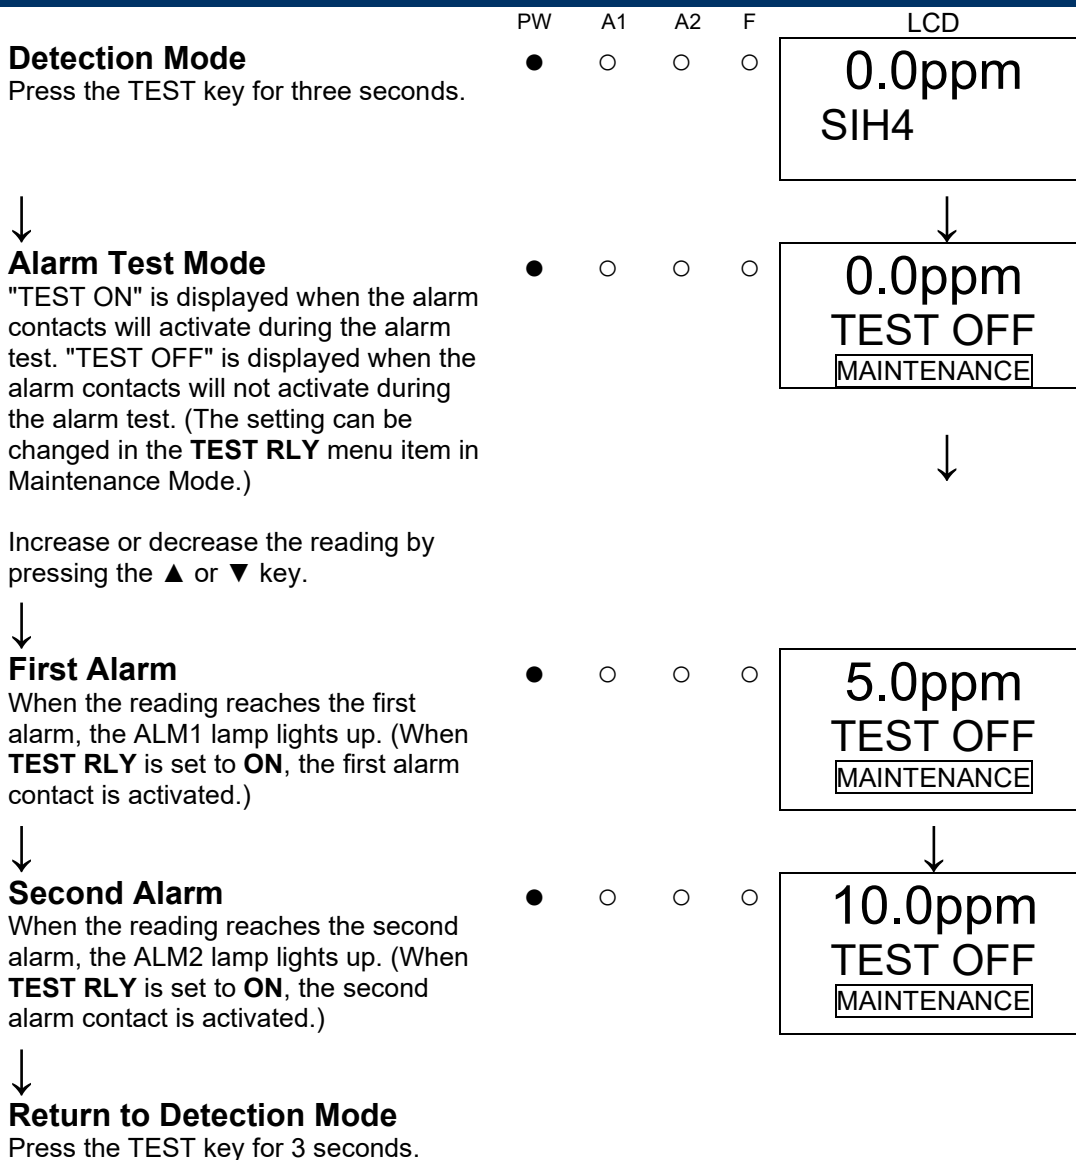 PW A1 A2 F LCD
Detection Mode
Press the TEST key for three seconds.
● ○ ○ ○
0.0ppm
SIH4
↓ ↓
Alarm Test Mode
"TEST ON" is displayed when the alarm
contacts will activate during the alarm
test. "TEST OFF" is displayed when the
alarm contacts will not activate during
the alarm test. (The setting can be
changed in the TEST RLY menu item in
Maintenance Mode.)
● ○ ○ ○
0.0ppm
TEST OFF
MAINTENANCE
↓
Increase or decrease the reading by
pressing the ▲ or ▼ key.
↓
First Alarm
When the reading reaches the first
alarm, the ALM1 lamp lights up. (When
TEST RLY is set to ON, the first alarm
contact is activated.)
● ○ ○ ○
5.0ppm
TEST OFF
MAINTENANCE
↓ ↓
Second Alarm
When the reading reaches the second
alarm, the ALM2 lamp lights up. (When
TEST RLY is set to ON, the second
alarm contact is activated.)
● ○ ○ ○
10.0ppm
TEST OFF
MAINTENANCE
↓
Return to Detection Mode
Press the TEST key for 3 seconds.